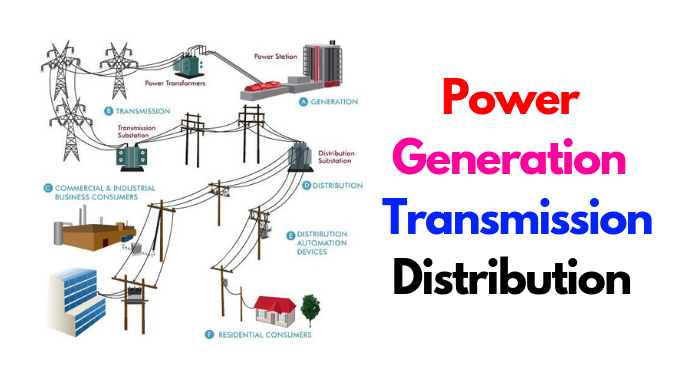 Power Station
Power Transformers
A GENERATION
B TRANSMISSION
Transmission
Substation
Distribution
Substation
C COMMERCIAL & INDUSTRIAL
BUSINESS CONSUMERS
D DISTRIBUTION
E DISTRIBUTION
AUTOMATION
DEVICES
F RESIDENTIAL CONSUMERS
Power
Generation
Transmission
Distribution